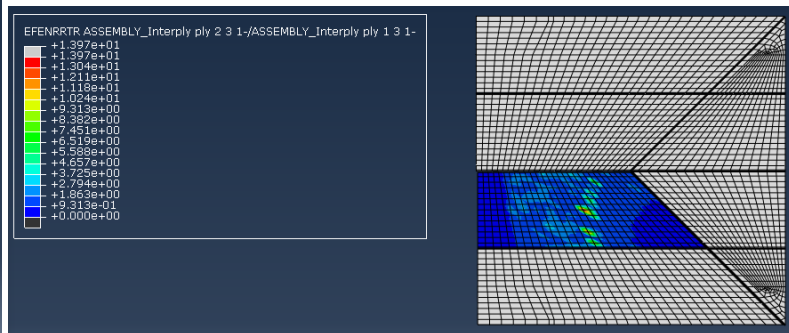 EFENRRTR ASSEMBLY_Interply ply 2 3 1-/ASSEMBLY_Interply ply 1 3 1-
+1.397e+01
+1.397e+01
+1.304e+01
+1.211e+01
+1.118e+01
+1.024e+01
+9.313e+00
+8.382e+00
+7.451e+00
+6.519e+00
+5.588e+00
+4.657e+00
+3.725e+00
+2.794e+00
+1.863e+00
+9.313e-01
+0.000e+00